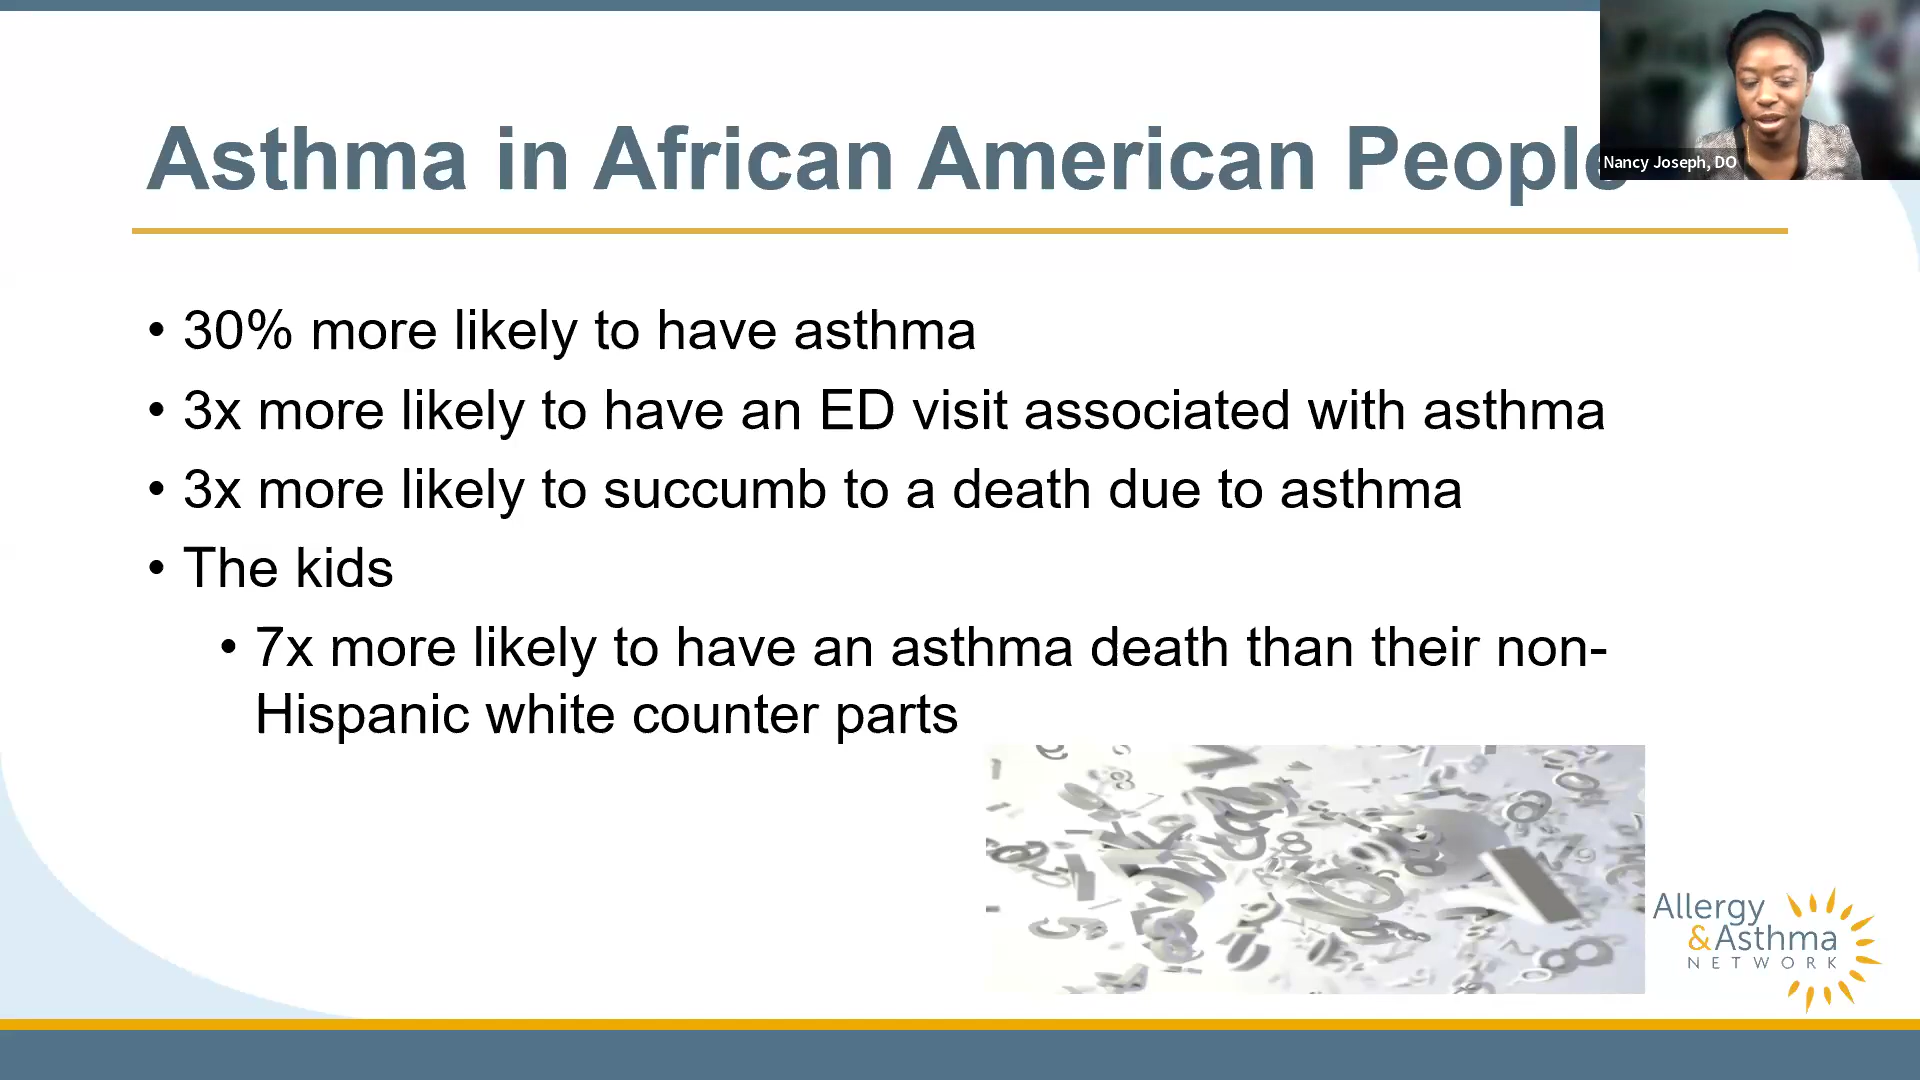 Asthma in African American People
Nancy Joseph, DO
• 30% more likely to have asthma
• 3x more likely to have an ED visit associated with asthma
• 3x more likely to succumb to a death due to asthma
• The kids
• 7x more likely to have an asthma death than their non-
Hispanic white counter parts
Allergy
&Asthma
NETWORK